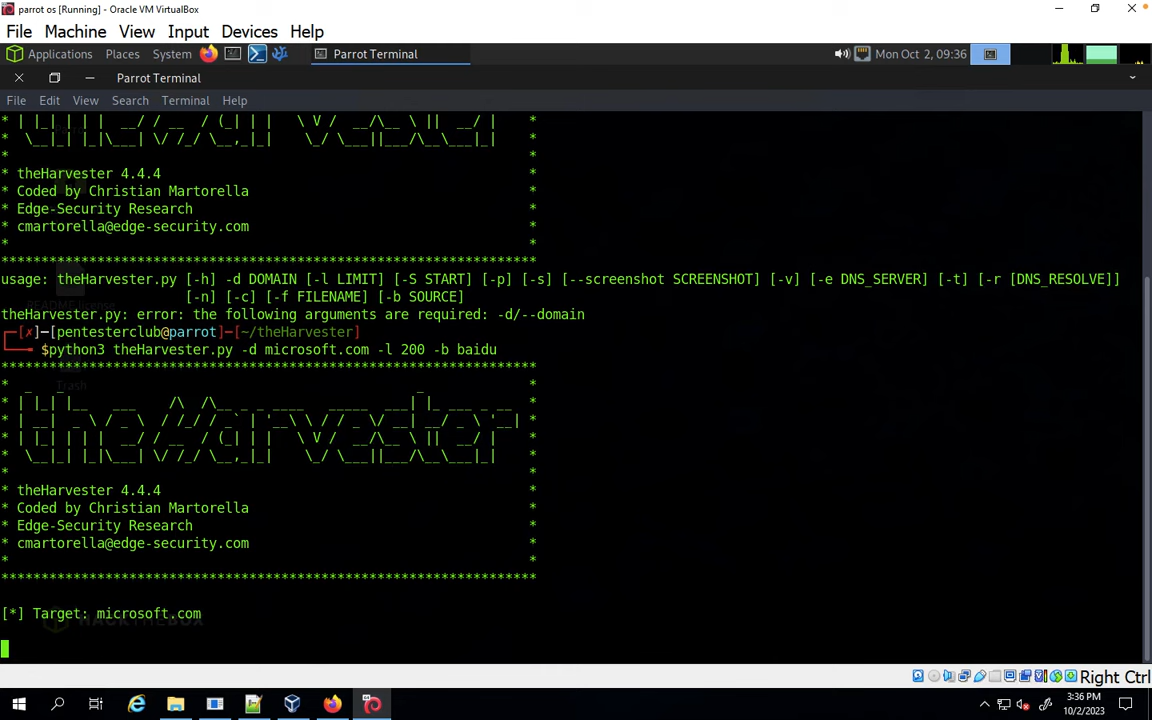 parrot os [Running] - Oracle VM VirtualBox
File Machine View Input Devices Help
Applications Places System Parrot Terminal Mon Oct 2, 09:36
Parrot Terminal
File Edit View Search Terminal Help
* | |_| | | |  __/ / __  / (_| | |   \ V /  __/\__ \ ||  __/ |    *
*  \__|_| |_|\___| \/ /_/ \__,_|_|    \_/ \___||___/\__\___|_|    *
*                                                                 *
* theHarvester 4.4.4                                              *
* Coded by Christian Martorella                                   *
* Edge-Security Research                                          *
* cmartorella@edge-security.com                                   *
*                                                                 *
*******************************************************************
usage: theHarvester.py [-h] -d DOMAIN [-l LIMIT] [-S START] [-p] [-s] [--screenshot SCREENSHOT] [-v] [-e DNS_SERVER] [-t] [-r [DNS_RESOLVE]]
[-n] [-c] [-f FILENAME] [-b SOURCE]
theHarvester.py: error: the following arguments are required: -d/--domain
┌─[✗]─[pentesterclub@parrot]─[~/theHarvester]
└──╼ $python3 theHarvester.py -d microsoft.com -l 200 -b baidu
*******************************************************************
*  _   _                                            _             *
* | |_| |__   ___    /\  /\__ _ _ ____   _____  ___| |_ ___ _ __  *
* | __|  _ \ / _ \  / /_/ / _` | '__\ \ / / _ \/ __| __/ _ \ '__| *
* | |_| | | |  __/ / __  / (_| | |   \ V /  __/\__ \ ||  __/ |    *
*  \__|_| |_|\___| \/ /_/ \__,_|_|    \_/ \___||___/\__\___|_|    *
*                                                                 *
* theHarvester 4.4.4                                              *
* Coded by Christian Martorella                                   *
* Edge-Security Research                                          *
* cmartorella@edge-security.com                                   *
*                                                                 *
*******************************************************************
[*] Target: microsoft.com
Right Ctrl
3:36 PM
10/2/2023